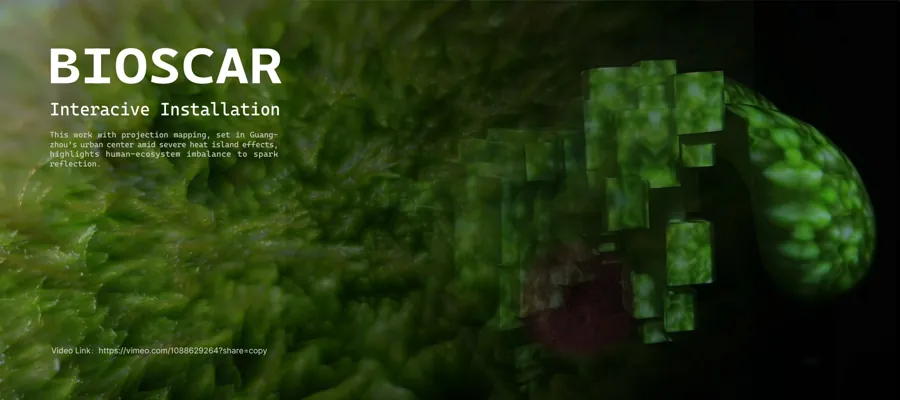 BIOSCAR
Interacive Installation
This work with projection mapping, set in Guang-
zhou's urban center amid severe heat island effects,
highlights human-ecosystem imbalance to spark
reflection.
Video Link: https://vimeo.com/1088629264?share=copy